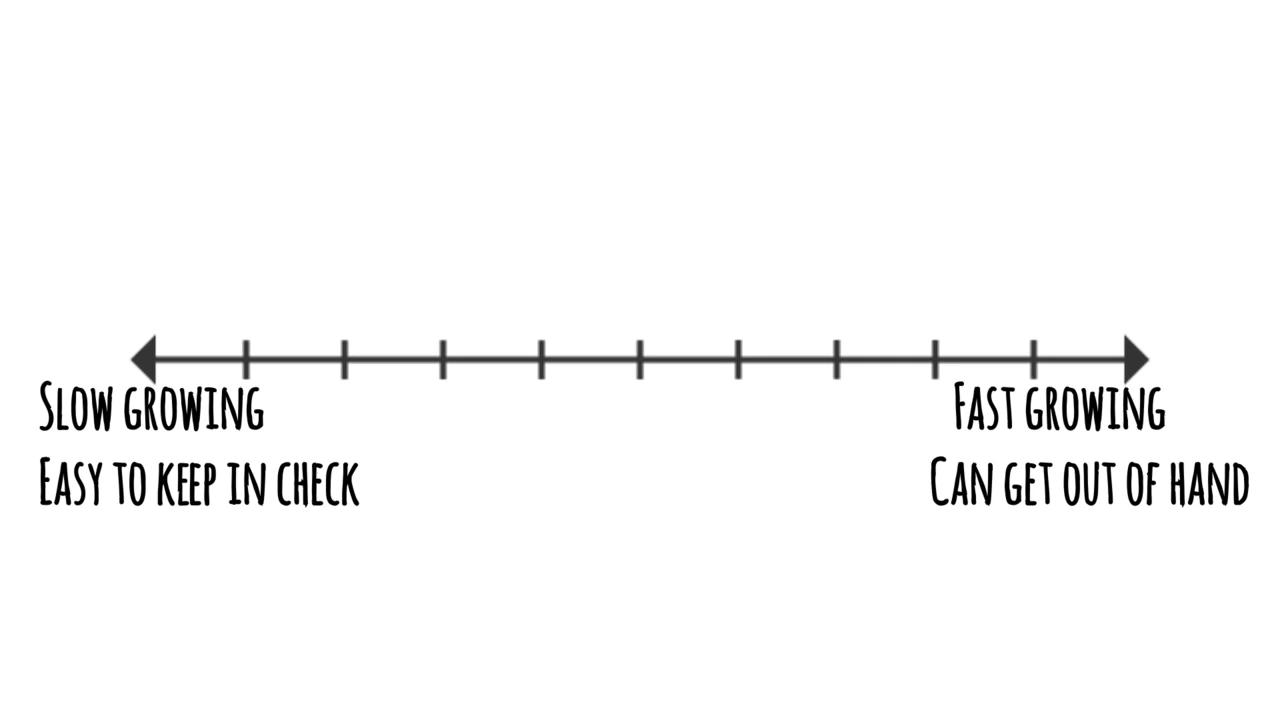 Slow growing
Easy to keep in check
Fast growing
Can get out of hand